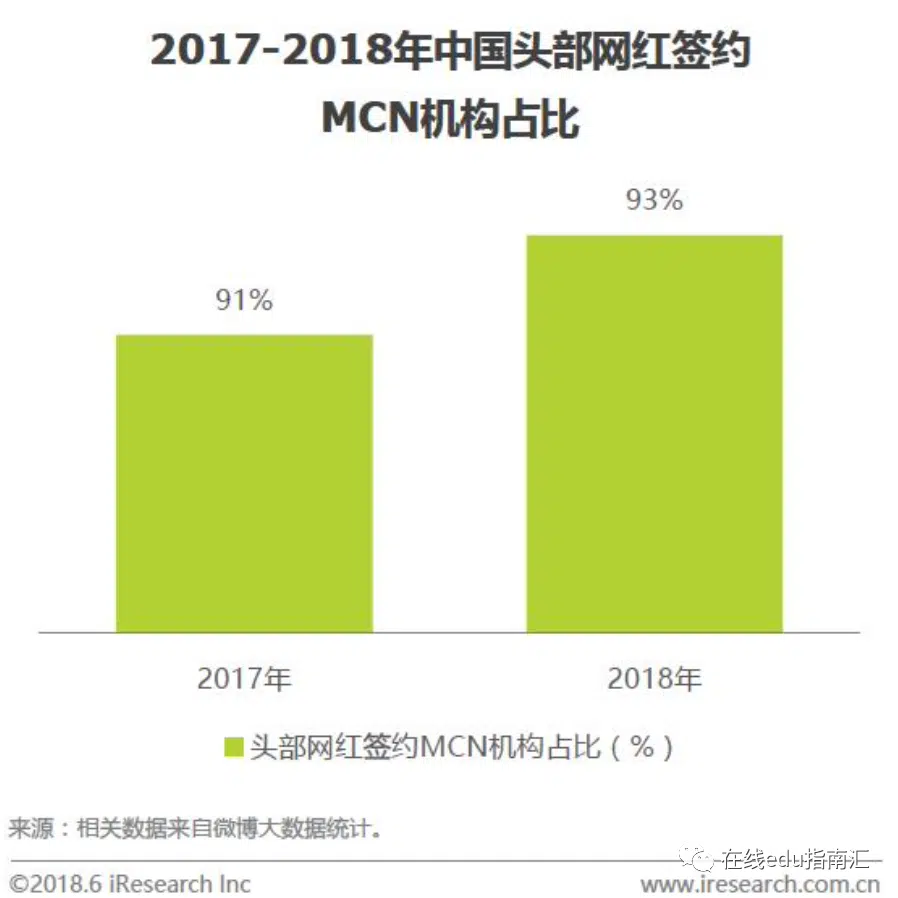 2017-2018年中国头部网红签约
MCN机构占比
93%
91%
2017年
2018年
头部网红签约MCN机构占比（%）
来源：相关数据来自微博大数据统计。
在线edu指南汇
©2018.6 iResearch Inc
www.iresearch.com.cn